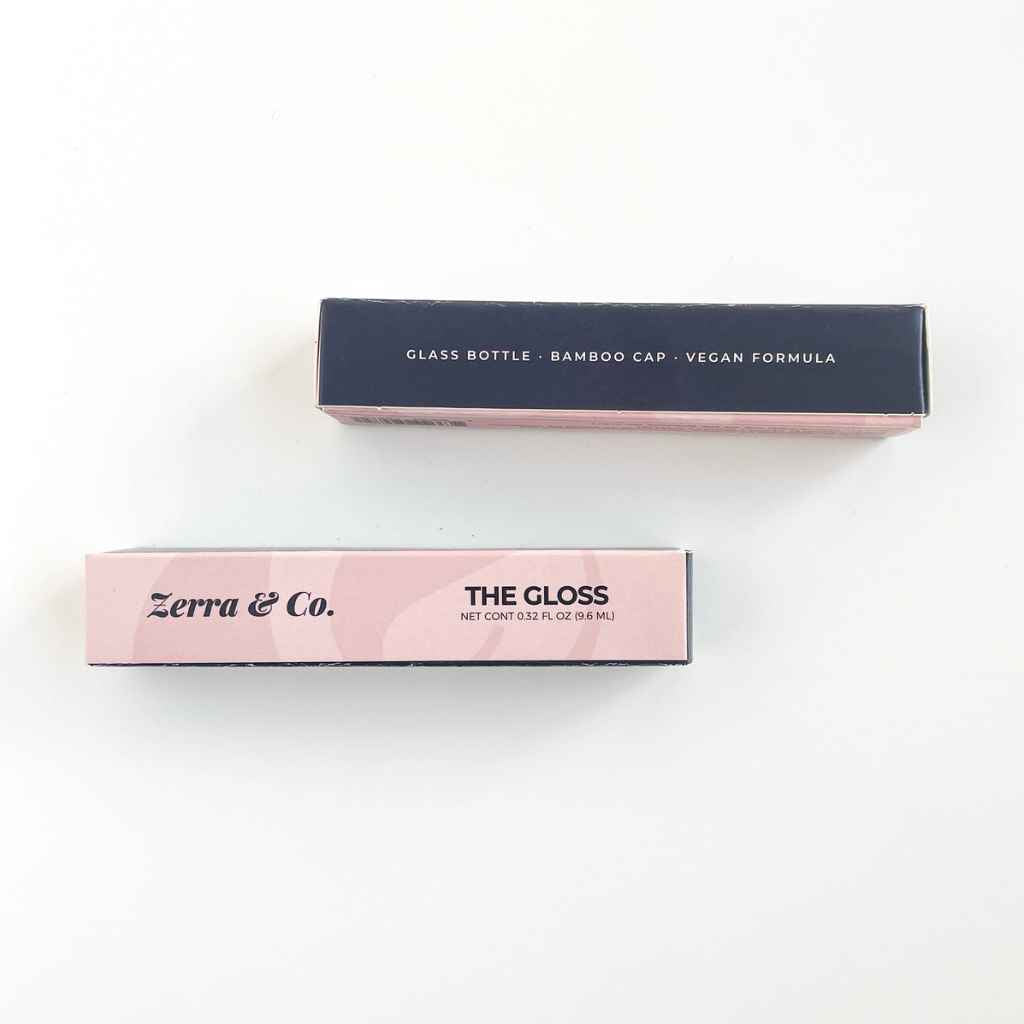 GLASS BOTTLE · BAMBOO CAP · VEGAN FORMULA
Zerra & Co.
THE GLOSS
NET CONT 0.32 FL OZ (9.6 ML)